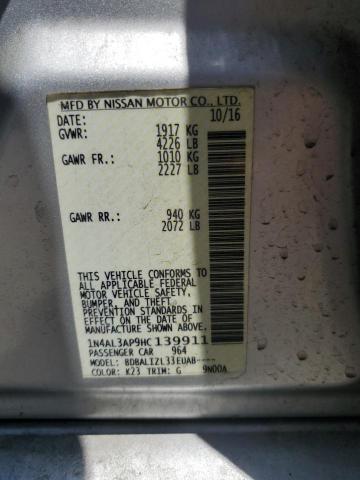 MFD BY NISSAN MOTOR CO., LTD.
DATE: 10/16
GVWR: 1917 KG
4226 LB
GAWR FR.: 1010 KG
2227 LB
GAWR RR.: 940 KG
2072 LB
THIS VEHICLE CONFORMS TO
ALL APPLICABLE FEDERAL
MOTOR VEHICLE SAFETY,
BUMPER, AND THEFT
PREVENTION STANDARDS IN
EFFECT ON THE DATE OF
MANUFACTURE SHOWN ABOVE.
1N4AL3AP9HC 139911
PASSENGER CAR 964
MODEL: BDBALIZL33EUAB----
COLOR: K23 TRIM: G 9N00A